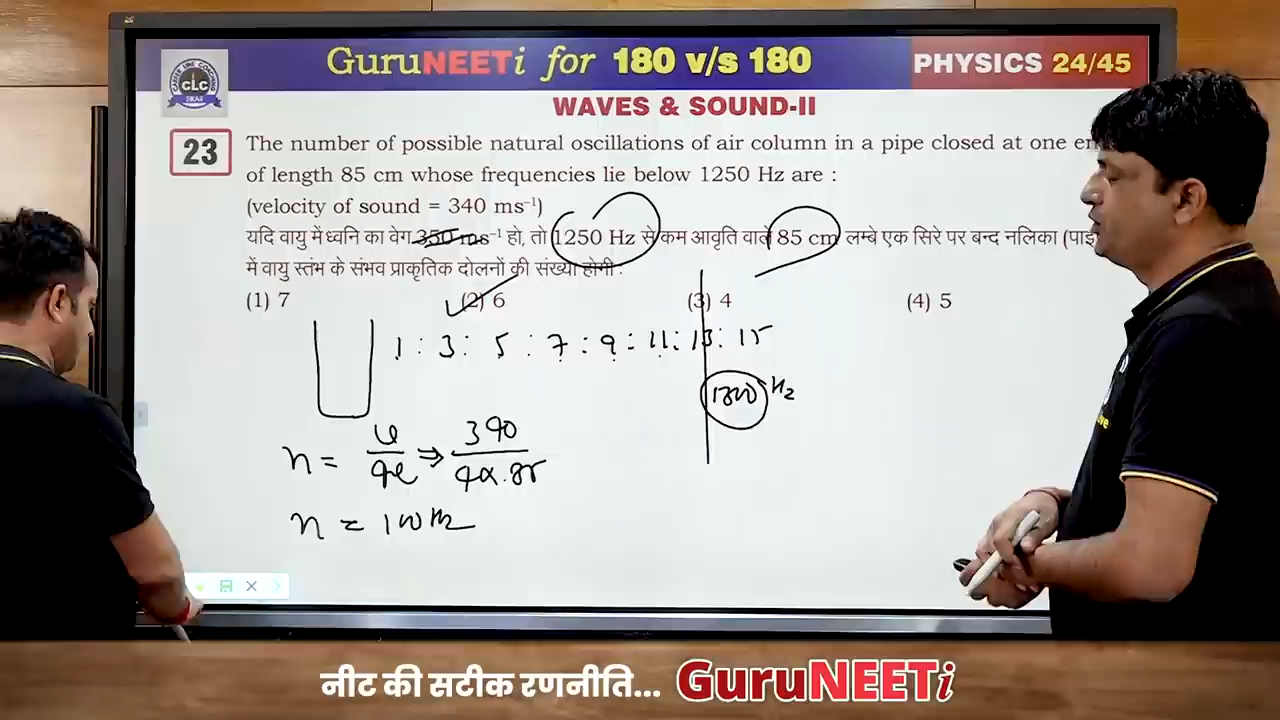 GuruNEETi for 180 v/s 180
PHYSICS 24/45
CLC
SIKAR
WAVES & SOUND-II
23
The number of possible natural oscillations of air column in a pipe closed at one en
of length 85 cm whose frequencies lie below 1250 Hz are :
(velocity of sound = 340 ms⁻¹)
यदि वायु में ध्वनि का वेग 350 ms⁻¹ हो, तो 1250 Hz से कम आवृति वाले 85 cm लम्बे एक सिरे पर बन्द नलिका (पाइ
में वायु स्तंभ के संभव प्राकृतिक दोलनों की संख्या होगी :
(1) 7 (2) 6 (3) 4 (4) 5
1 : 3 : 5 : 7 : 9 : 11 : 13 : 15
1300 Hz
n = v/4l ⇒ 340/4×.85
n = 100 Hz
नीट की सटीक रणनीति... GuruNEETi